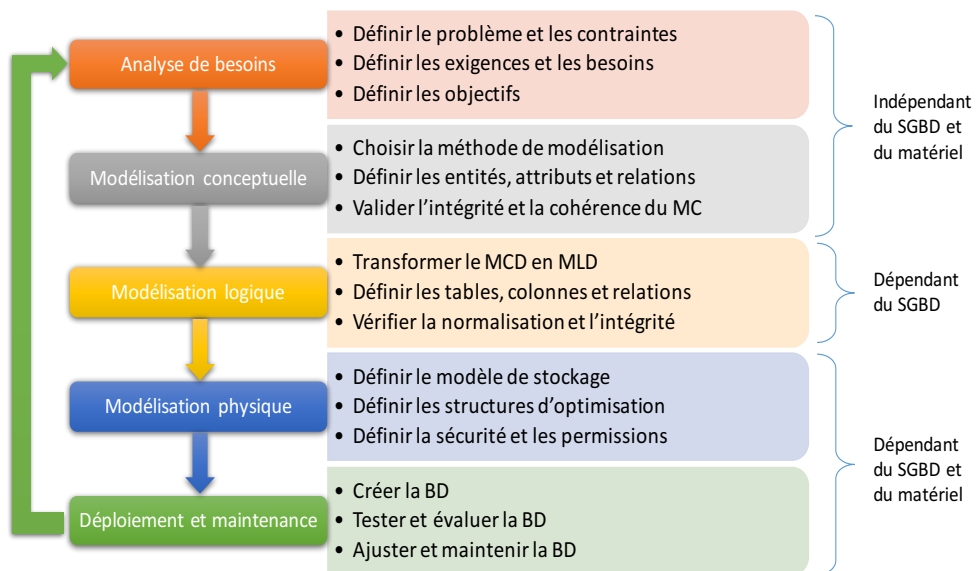 Analyse de besoins
• Définir le problème et les contraintes
• Définir les exigences et les besoins
• Définir les objectifs
Modélisation conceptuelle
• Choisir la méthode de modélisation
• Définir les entités, attributs et relations
• Valider l'intégrité et la cohérence du MC
Indépendant
du SGBD et
du matériel
Modélisation logique
• Transformer le MCD en MLD
• Définir les tables, colonnes et relations
• Vérifier la normalisation et l'intégrité
Dépendant
du SGBD
Modélisation physique
• Définir le modèle de stockage
• Définir les structures d'optimisation
• Définir la sécurité et les permissions
Déploiement et maintenance
• Créer la BD
• Tester et évaluer la BD
• Ajuster et maintenir la BD
Dépendant
du SGBD et
du matériel